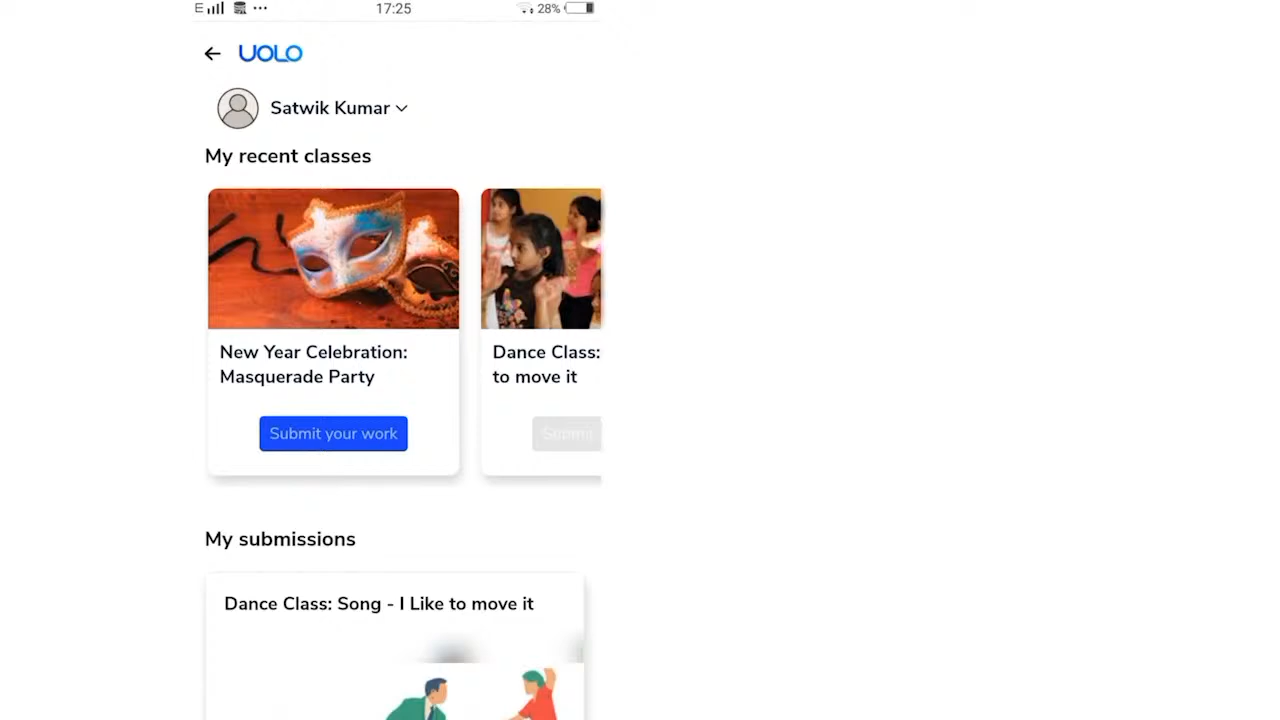 E 17:25 28%
UOLO
Satwik Kumar
My recent classes
New Year Celebration:
Masquerade Party
Submit your work
Dance Class:
to move it
Submit
My submissions
Dance Class: Song - I Like to move it